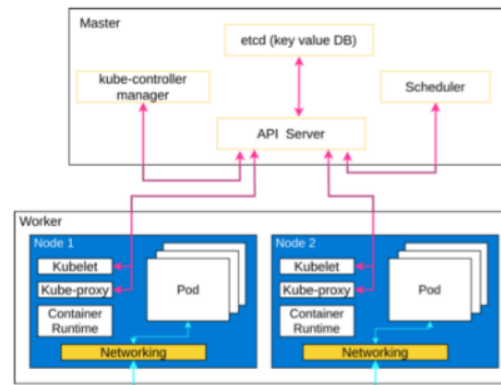 Master
etcd (key value DB)
kube-controller
manager
Scheduler
API Server
Worker
Node 1
Kubelet
Kube-proxy
Container
Runtime
Pod
Networking
Node 2
Kubelet
Kube-proxy
Container
Runtime
Pod
Networking